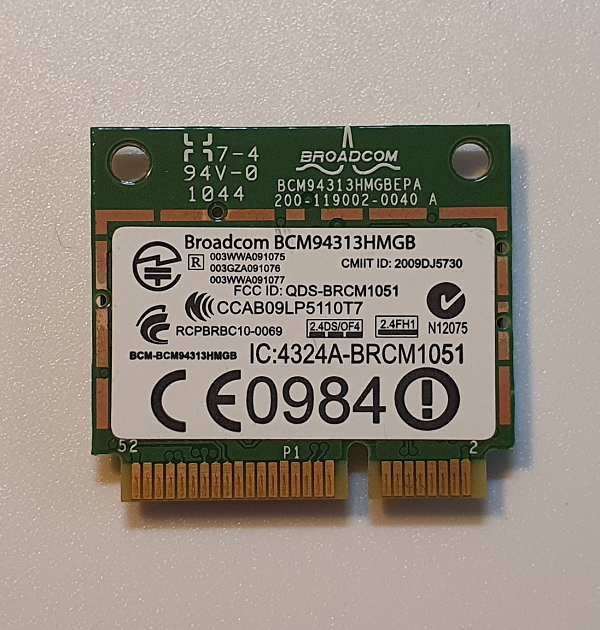 7-4
94V-0
1044
BROADCOM
BCM94313HMGBEPA
200-119002-0040 A
Broadcom BCM94313HMGB
R 003WWA091075
003GZA091076
003WWA091077
CMIIT ID: 2009DJ5730
FCC ID: QDS-BRCM1051
CCAB09LP5110T7
RCPBRBC10-0069
2.4DS/OF4
2.4FH1
N12075
BCM-BCM94313HMGB
IC:4324A-BRCM1051
CE0984
52
P1
2